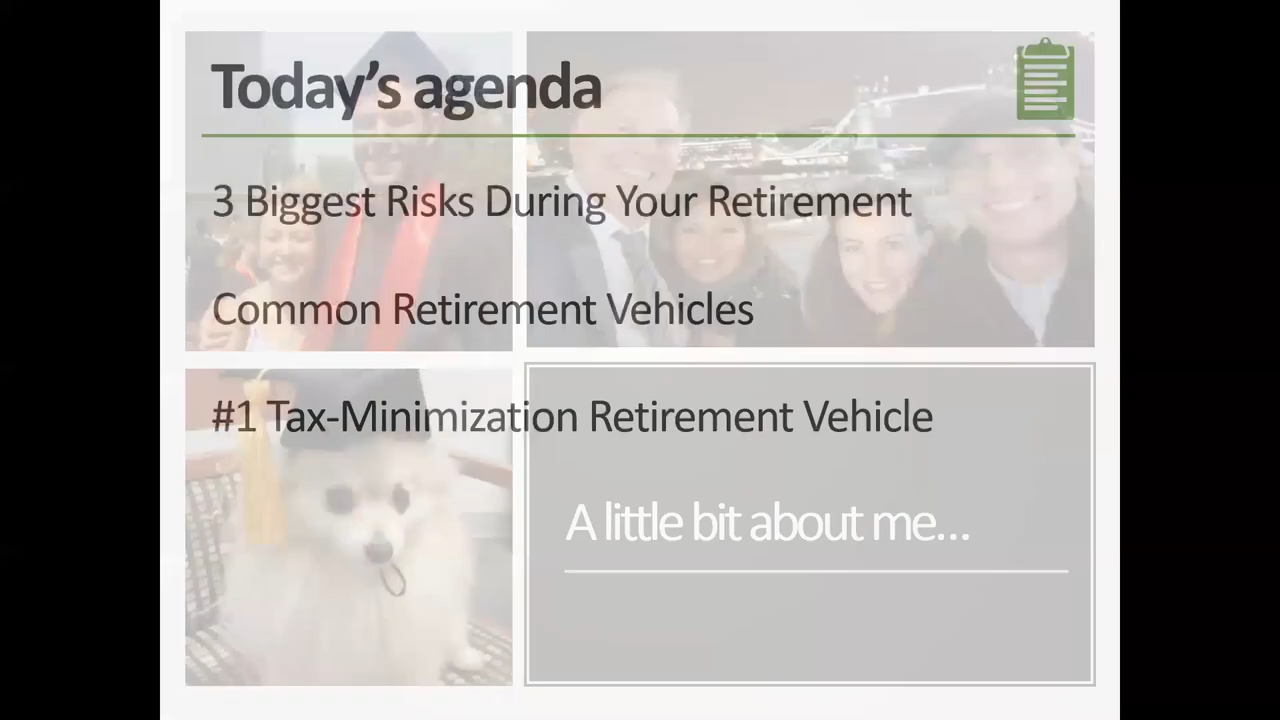 Today's agenda
3 Biggest Risks During Your Retirement
Common Retirement Vehicles
#1 Tax-Minimization Retirement Vehicle
A little bit about me...